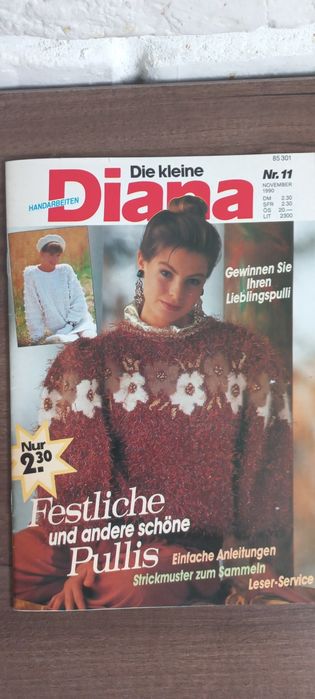 85 301
Die kleine
Diana
HANDARBEITEN
Nr. 11
NOVEMBER
1990
DM 2.30
SFR 2.30
ÖS 20,—
LIT 2300
Gewinnen Sie
Ihren
Lieblingspulli
Nur
2.30
Festliche
und andere schöne
Pullis
Einfache Anleitungen
Strickmuster zum Sammeln
Leser-Service